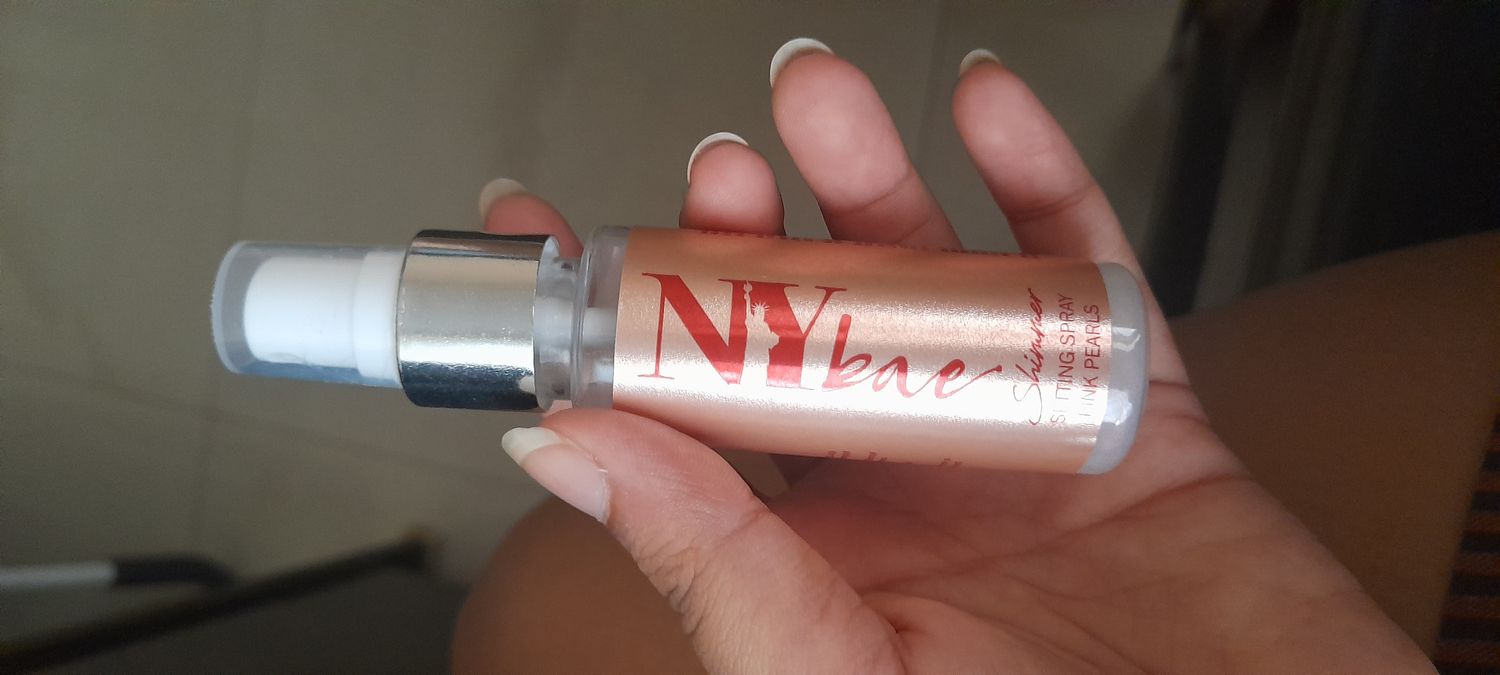 NYbae
Shimmer
SETTING SPRAY
PINK PEARLS